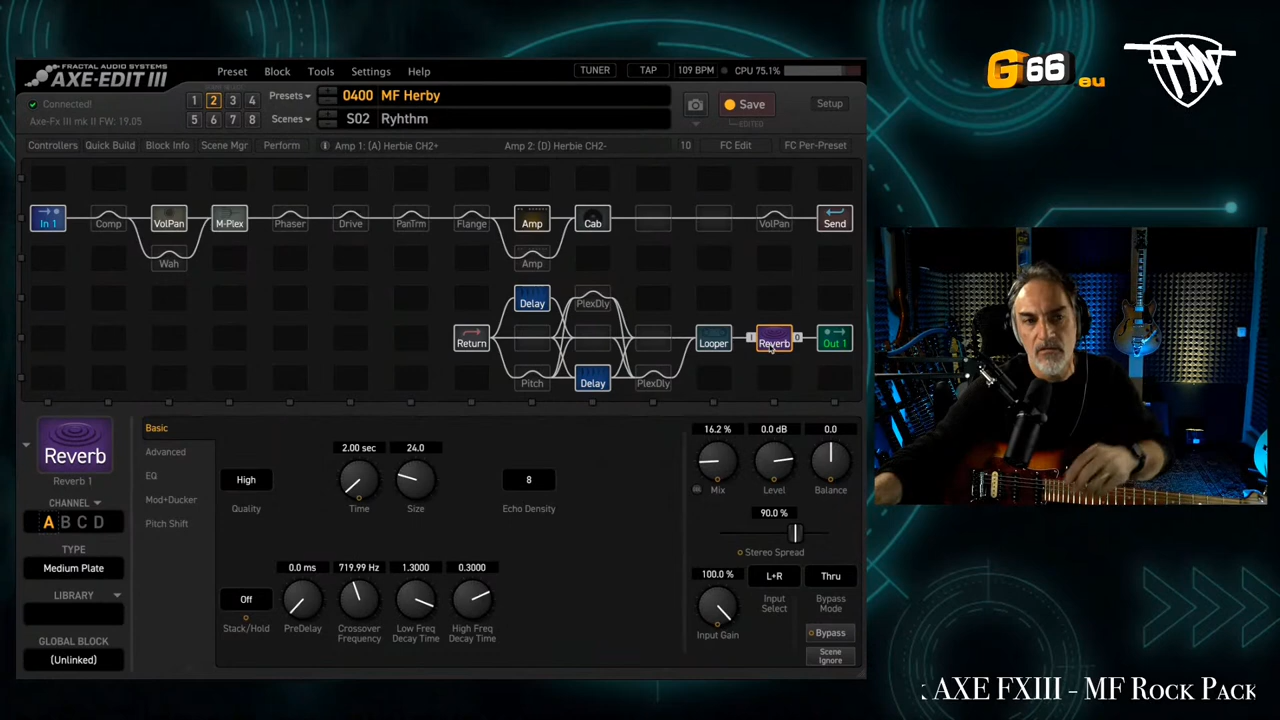 FRACTAL AUDIO SYSTEMS
AXE-EDIT III
Preset Block Tools Settings Help
TUNER TAP 109 BPM CPU 75.1%
Connected!
Axe-Fx III mk II FW: 19.05
1 2 3 4
5 6 7 8
Presets 0400 MF Herby
Scenes S02 Ryhthm
Save
EDITED
Setup
Controllers Quick Build Block Info Scene Mgr Perform Amp 1: (A) Herbie CH2+ Amp 2: (D) Herbie CH2- 10 FC Edit FC Per-Preset
In 1 Comp VolPan M-Plex Phaser Drive PanTrm Flange Amp Cab VolPan Send
Wah Amp
Delay PlexDly
Return Looper Reverb Out 1
Pitch Delay PlexDly
Reverb
Reverb 1
CHANNEL
A B C D
TYPE
Medium Plate
LIBRARY
GLOBAL BLOCK
(Unlinked)
Basic
Advanced
EQ
Mod+Ducker
Pitch Shift
2.00 sec 24.0
High 8
Quality Time Size Echo Density
0.0 ms 719.99 Hz 1.3000 0.3000
Off
Stack/Hold PreDelay Crossover Frequency Low Freq Decay Time High Freq Decay Time
16.2 % 0.0 dB 0.0
Mix Level Balance
90.0 %
Stereo Spread
100.0 % L+R Thru
Input Gain Input Select Bypass Mode
Bypass
Scene Ignore
G66.eu
FMT
AXE FXIII - MF Rock Pack